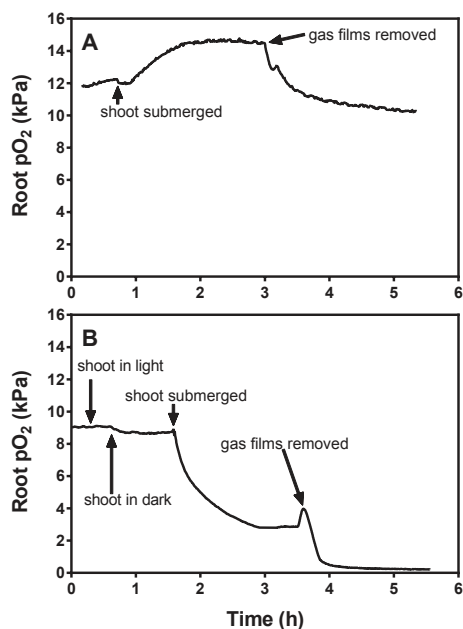 A
16
14
12
10
8
6
4
2
0
Root pO₂ (kPa)
gas films removed
shoot submerged
0 1 2 3 4 5 6
B
16
14
12
10
8
6
4
2
0
Root pO₂ (kPa)
shoot in light
shoot submerged
shoot in dark
gas films removed
0 1 2 3 4 5 6
Time (h)